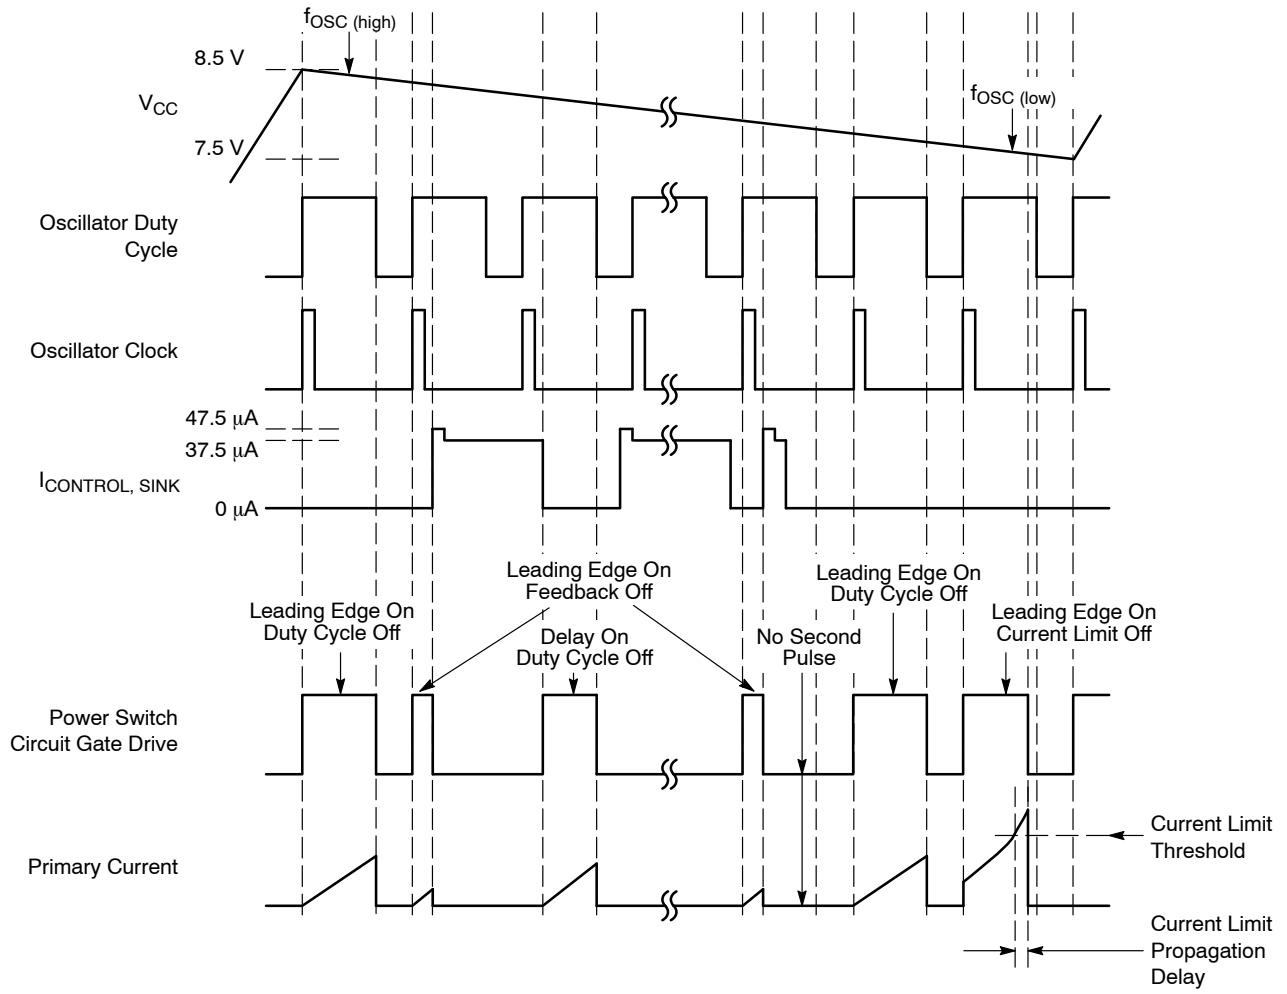 fOSC (high)
8.5 V
VCC
7.5 V
fOSC (low)
Oscillator Duty
Cycle
Oscillator Clock
47.5 μA
37.5 μA
ICONTROL, SINK
0 μA
Leading Edge On
Duty Cycle Off
Leading Edge On
Feedback Off
Delay On
Duty Cycle Off
No Second
Pulse
Leading Edge On
Duty Cycle Off
Leading Edge On
Current Limit Off
Power Switch
Circuit Gate Drive
Primary Current
Current Limit
Threshold
Current Limit
Propagation
Delay